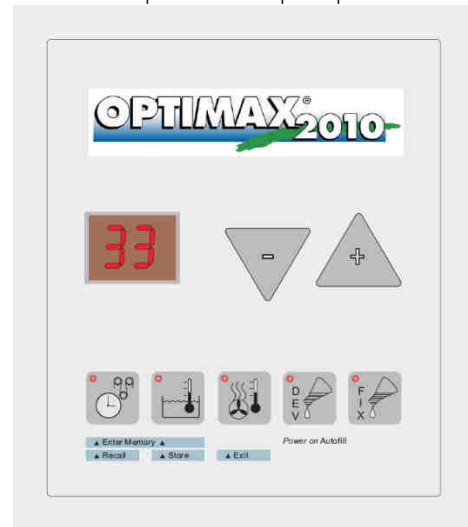 OPTIMAX® 2010
33
-
+
DEV
FIX
▲ Enter Memory ▲
Power on Autofill
▲ Recall
▲ Store
▲ Exit